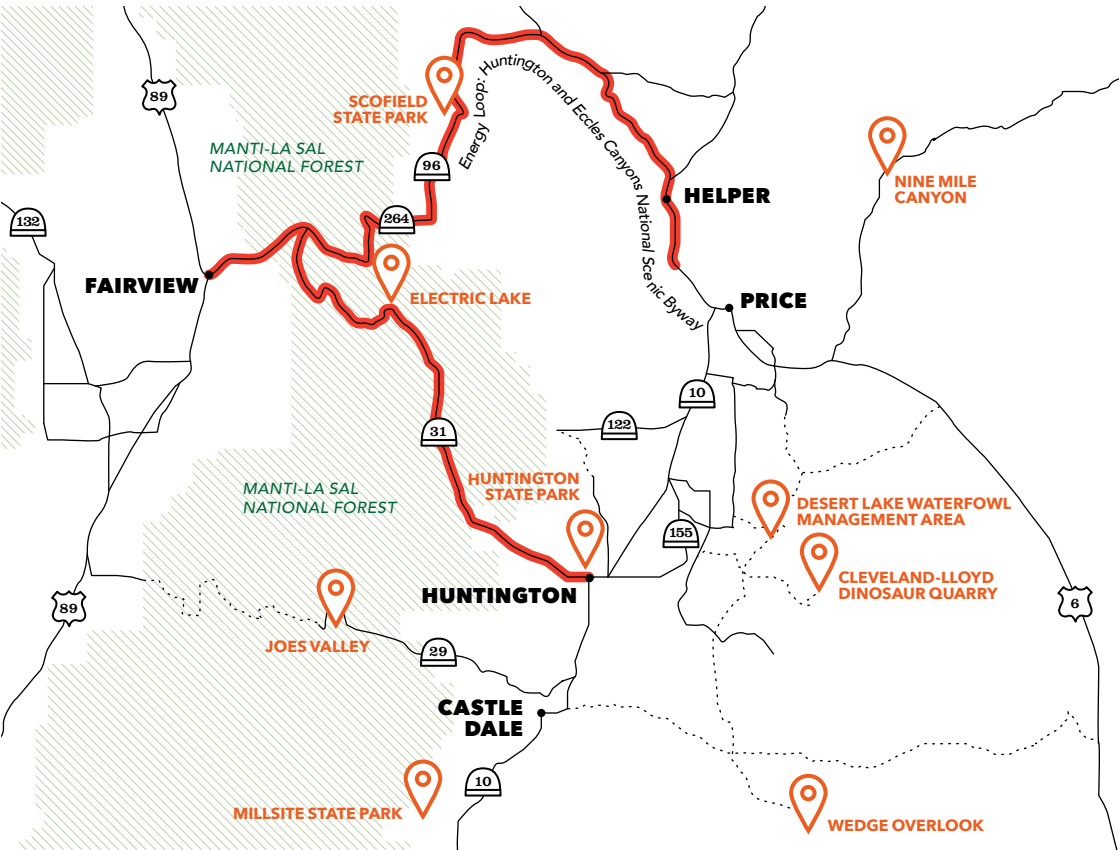 89
SCOFIELD
STATE PARK
Energy Loop: Huntington and Eccles Canyons National Scenic Byway
MANTI-LA SAL
NATIONAL FOREST
96
NINE MILE
CANYON
HELPER
132
264
FAIRVIEW
ELECTRIC LAKE
PRICE
10
122
31
HUNTINGTON
STATE PARK
MANTI-LA SAL
NATIONAL FOREST
DESERT LAKE WATERFOWL
MANAGEMENT AREA
155
CLEVELAND-LLOYD
DINOSAUR QUARRY
HUNTINGTON
89
6
JOES VALLEY
29
CASTLE
DALE
10
MILLSITE STATE PARK
WEDGE OVERLOOK